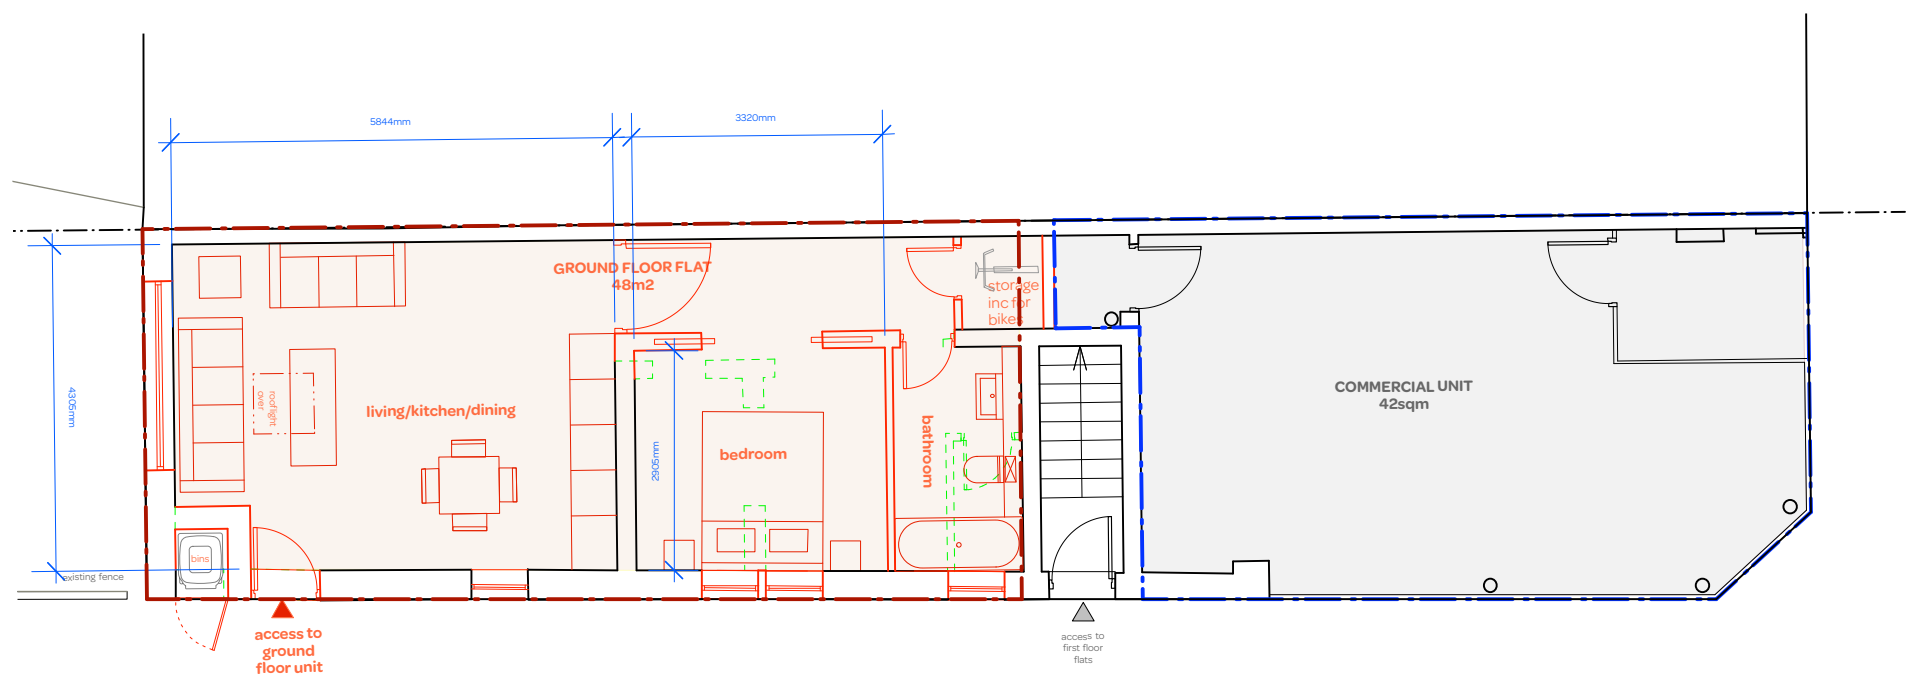 5844mm
3320mm
GROUND FLOOR FLAT
48m2
storage
inc for
bikes
4305mm
rooflight
over
living/kitchen/dining
2905mm
bedroom
bathroom
COMMERCIAL UNIT
42sqm
bins
existing fence
access to
ground
floor unit
access to
first floor
flats